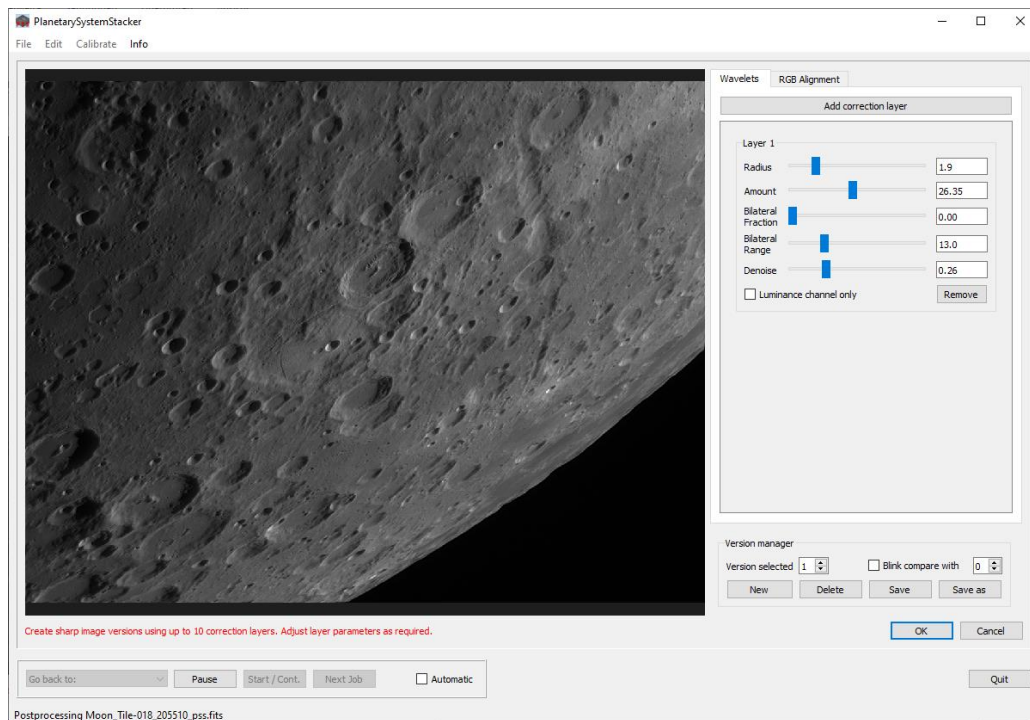 PlanetarySystemStacker
File Edit Calibrate Info
Wavelets RGB Alignment
Add correction layer
Layer 1
Radius 1.9
Amount 26.35
Bilateral
Fraction 0.00
Bilateral
Range 13.0
Denoise 0.26
Luminance channel only Remove
Version manager
Version selected 1 Blink compare with 0
New Delete Save Save as
Create sharp image versions using up to 10 correction layers. Adjust layer parameters as required.
OK Cancel
Go back to: Pause Start / Cont. Next Job Automatic Quit
Postprocessing Moon_Tile-018_205510_pss.fits